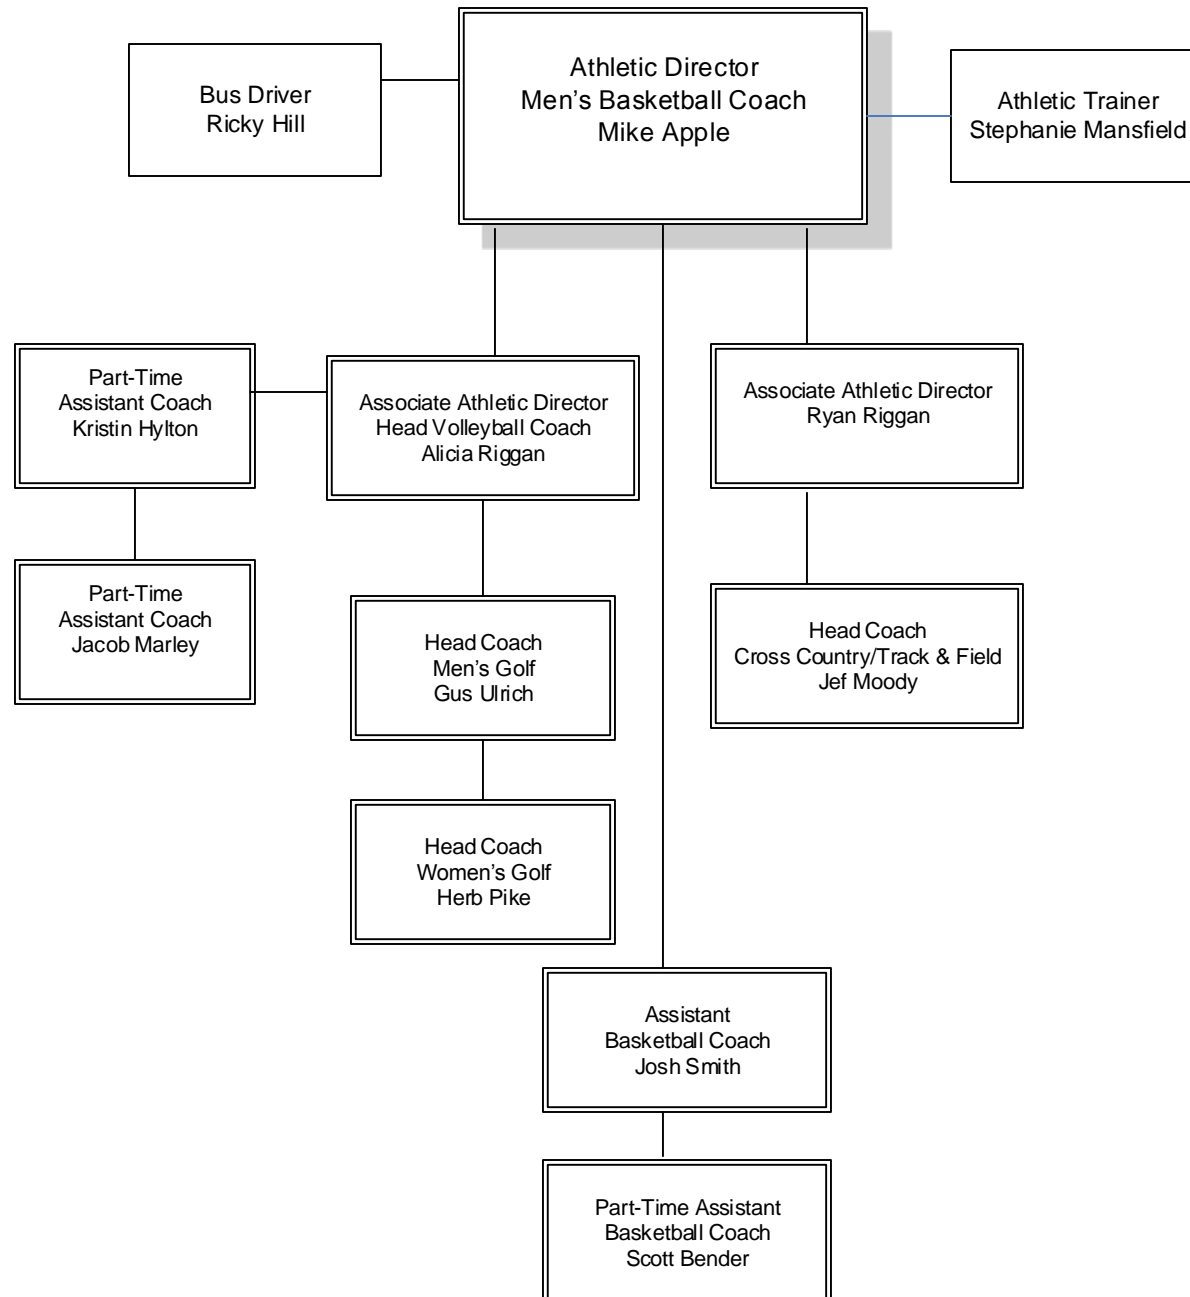 Athletic Director
Men’s Basketball Coach
Mike Apple
Bus Driver
Ricky Hill
Athletic Trainer
Stephanie Mansfield
Part-Time
Assistant Coach
Kristin Hylton
Associate Athletic Director
Head Volleyball Coach
Alicia Riggan
Associate Athletic Director
Ryan Riggan
Part-Time
Assistant Coach
Jacob Marley
Head Coach
Men’s Golf
Gus Ulrich
Head Coach
Cross Country/Track & Field
Jef Moody
Head Coach
Women’s Golf
Herb Pike
Assistant
Basketball Coach
Josh Smith
Part-Time Assistant
Basketball Coach
Scott Bender